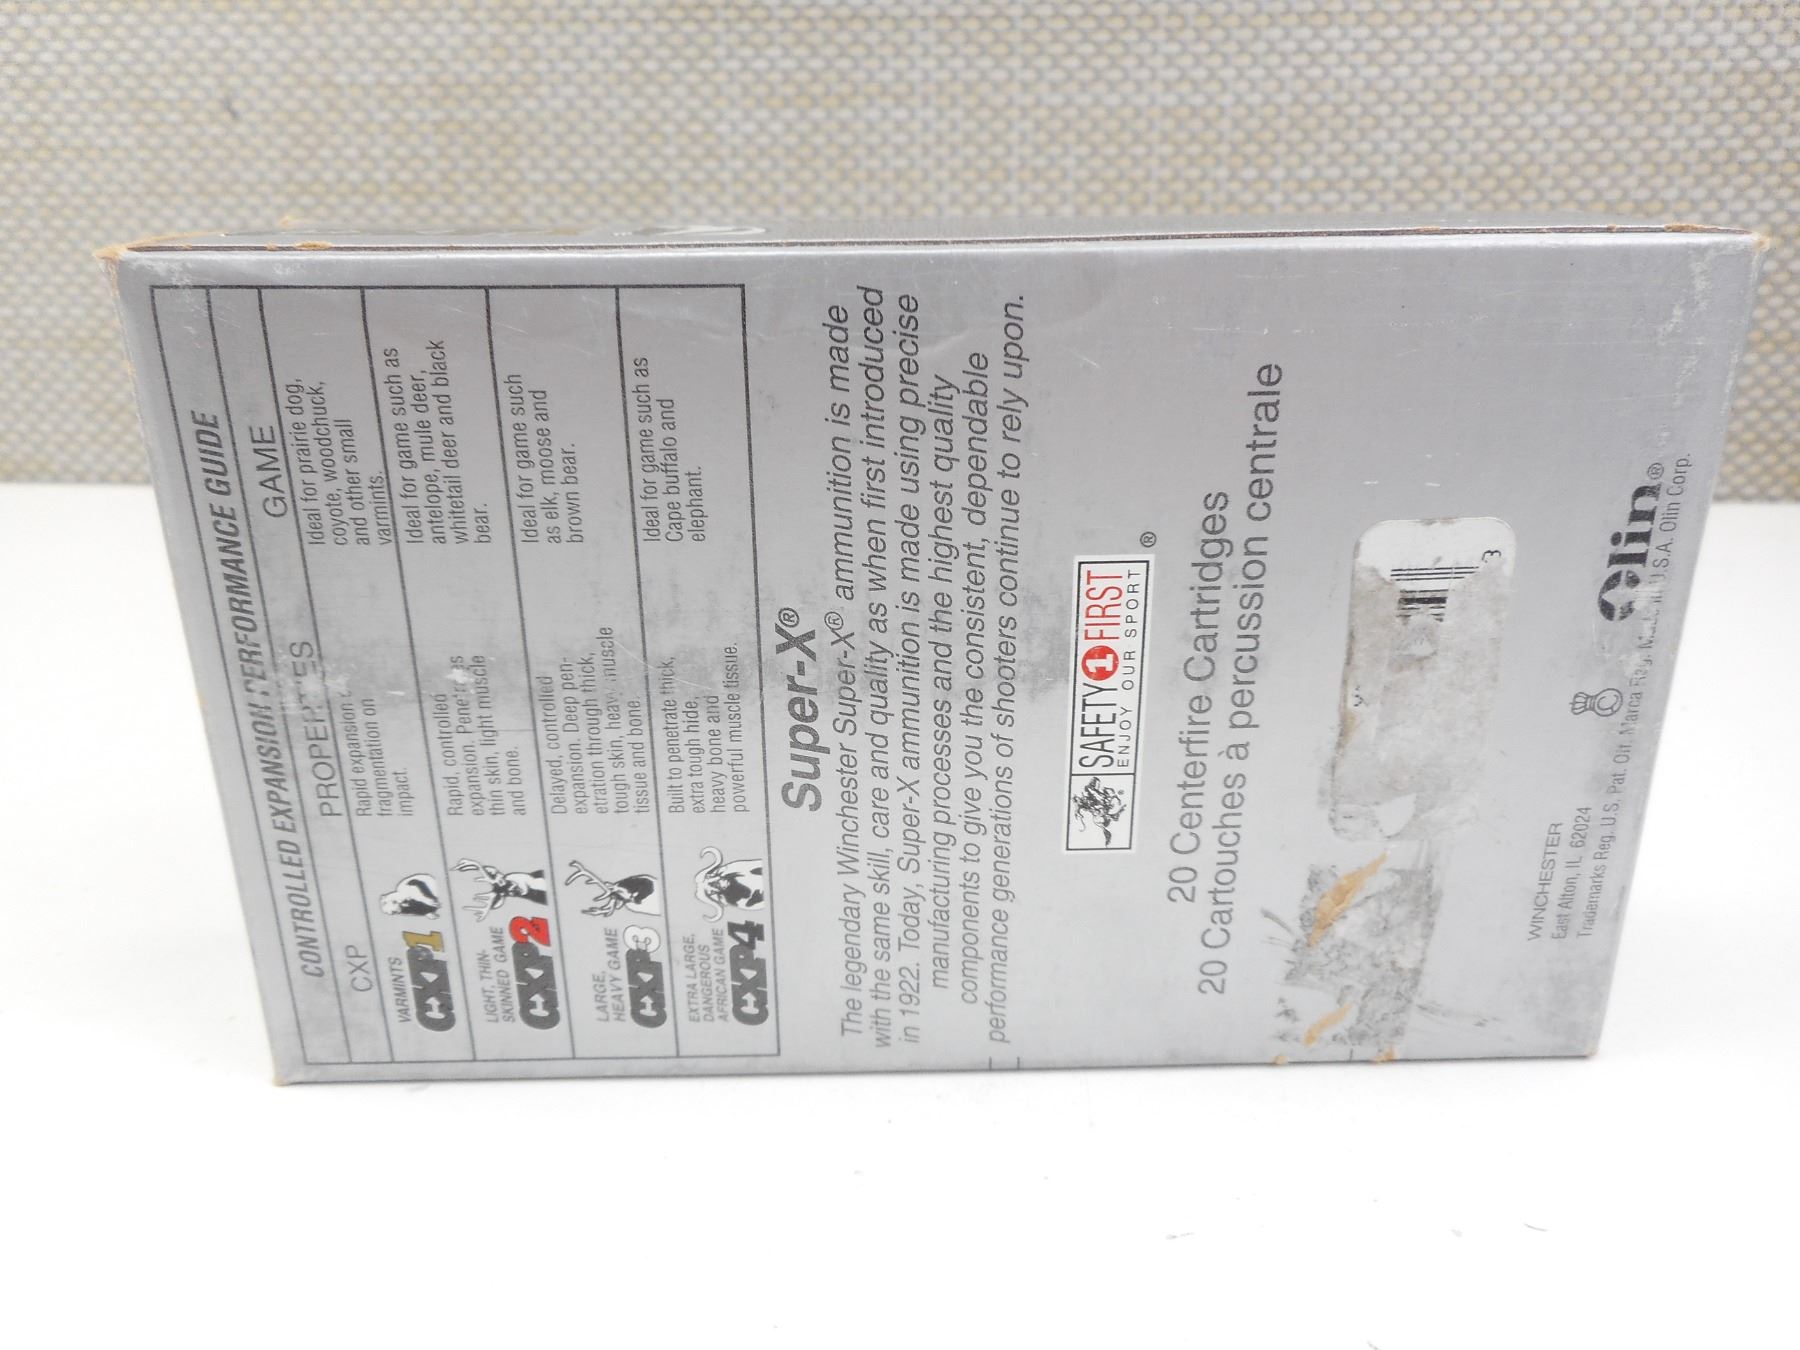 CONTROLLED EXPANSION PERFORMANCE GUIDE
CXP PROPERTIES GAME
VARMINTS
CXP1
Rapid expansion
fragmentation on
impact.
Ideal for prairie dog,
coyote, woodchuck,
and other small
varmints.
LIGHT, THIN-
SKINNED GAME
CXP2
Rapid, controlled
expansion. Penetrates
thin skin, light muscle
and bone.
Ideal for game such as
antelope, mule deer,
whitetail deer and black
bear.
LARGE,
HEAVY GAME
CXP3
Delayed, controlled
expansion. Deep pen-
etration through thick,
tough skin, heavy muscle
tissue and bone.
Ideal for game such
as elk, moose and
brown bear.
EXTRA LARGE,
DANGEROUS
AFRICAN GAME
CXP4
Built to penetrate thick,
extra tough hide,
heavy bone and
powerful muscle tissue.
Ideal for game such as
Cape buffalo and
elephant.
Super-X®
The legendary Winchester Super-X® ammunition is made
with the same skill, care and quality as when first introduced
in 1922. Today, Super-X ammunition is made using precise
manufacturing processes and the highest quality
components to give you the consistent, dependable
performance generations of shooters continue to rely upon.
SAFETY 1 FIRST ®
ENJOY OUR SPORT
20 Centerfire Cartridges
20 Cartouches à percussion centrale
3
WINCHESTER
East Alton, IL 62024
Trademarks Reg. U.S. Pat. Off. Marca Reg. Made in U.S.A. Olin Corp.
Olin®